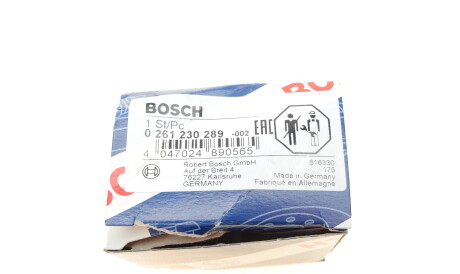 BOSCH
1 St/Pc
0 261 230 289 -002
EAC
4 047024 890565
Robert Bosch GmbH
Auf der Breit 4
76227 Karlsruhe
GERMANY
816330
175
Made in Germany
Fabriqué en Allemagne